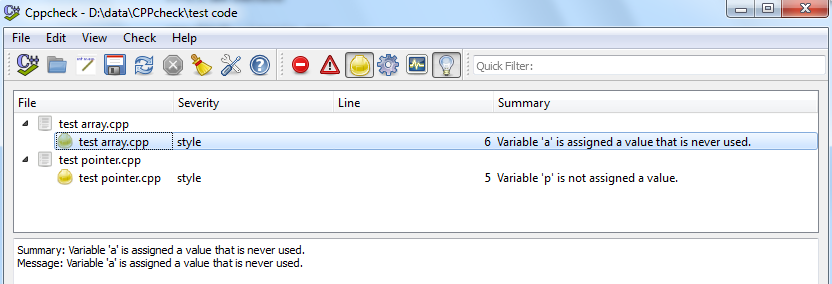 Cppcheck - D:\data\CPPcheck\test code
File Edit View Check Help
C++ C++ Quick Filter:
File Severity Line Summary
test array.cpp
test array.cpp style 6 Variable 'a' is assigned a value that is never used.
test pointer.cpp
test pointer.cpp style 5 Variable 'p' is not assigned a value.
Summary: Variable 'a' is assigned a value that is never used.
Message: Variable 'a' is assigned a value that is never used.